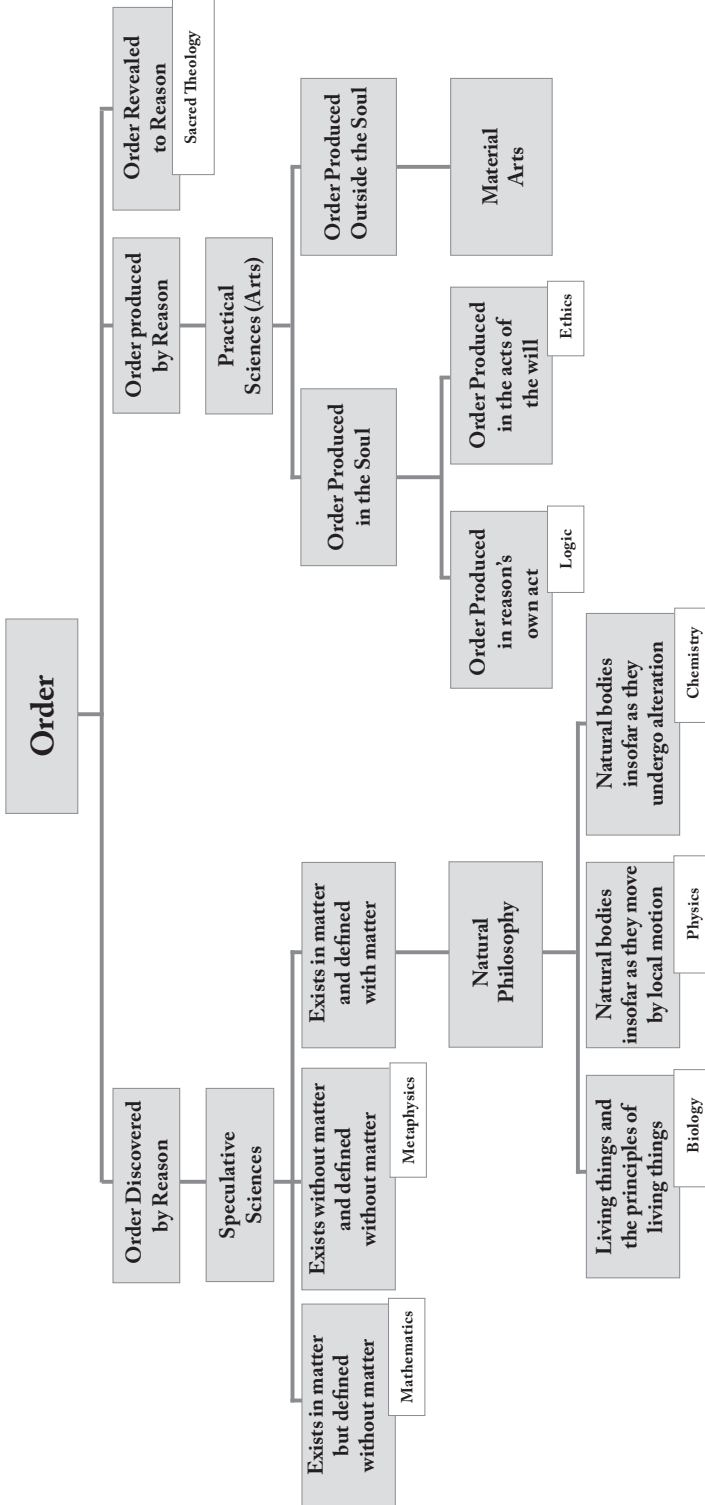 Order
Order Discovered
by Reason
Order produced
by Reason
Order Revealed
to Reason
Sacred Theology
Speculative
Sciences
Practical
Sciences (Arts)
Exists in matter
but defined
without matter
Mathematics
Exists without matter
and defined
without matter
Metaphysics
Exists in matter
and defined
with matter
Order Produced
in the Soul
Order Produced
Outside the Soul
Natural
Philosophy
Order Produced
in reason's
own act
Logic
Order Produced
in the acts of
the will
Ethics
Material
Arts
Living things and
the principles of
living things
Biology
Natural bodies
insofar as they move
by local motion
Physics
Natural bodies
insofar as they
undergo alteration
Chemistry